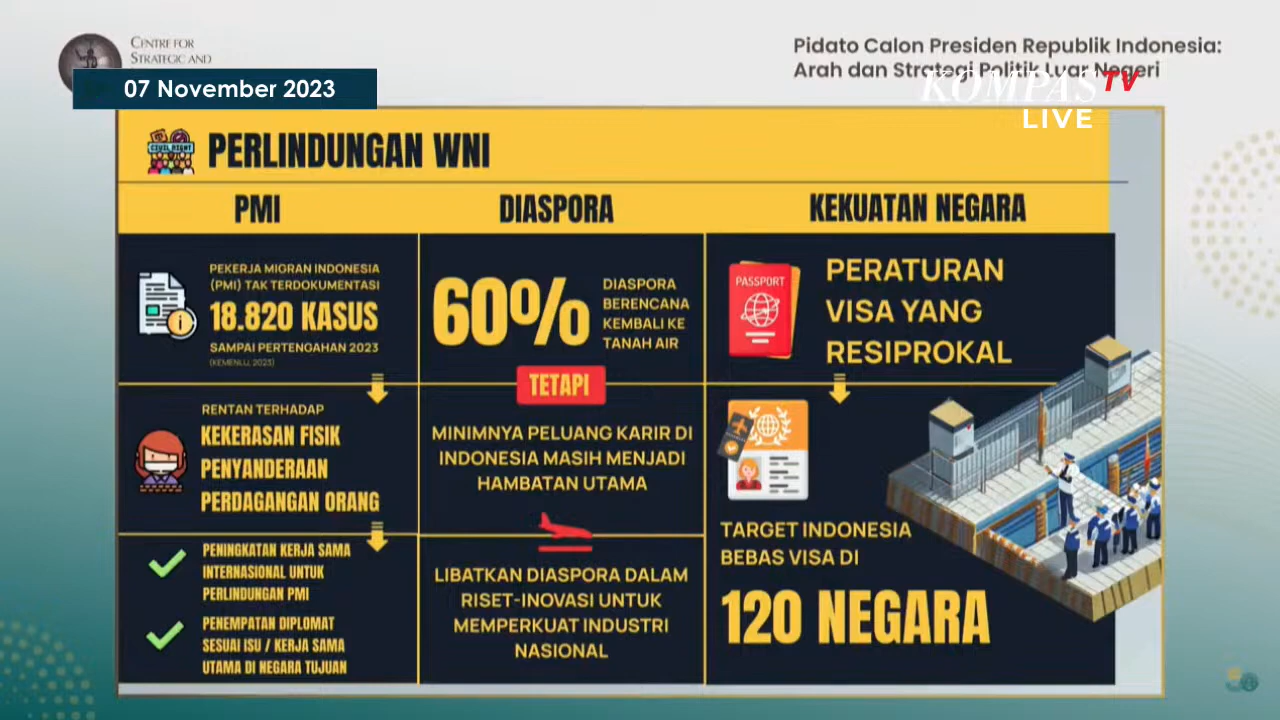 CENTRE FOR
STRATEGIC AND
Pidato Calon Presiden Republik Indonesia:
Arah dan Strategi Politik Luar Negeri
07 November 2023
KOMPAS TV
LIVE
CIVIL RIGHT
PERLINDUNGAN WNI
PMI
PEKERJA MIGRAN INDONESIA
(PMI) TAK TERDOKUMENTASI
18.820 KASUS
SAMPAI PERTENGAHAN 2023
(KEMENLU, 2023)
RENTAN TERHADAP
KEKERASAN FISIK
PENYANDERAAN
PERDAGANGAN ORANG
PENINGKATAN KERJA SAMA
INTERNASIONAL UNTUK
PERLINDUNGAN PMI
PENEMPATAN DIPLOMAT
SESUAI ISU / KERJA SAMA
UTAMA DI NEGARA TUJUAN
DIASPORA
60%
DIASPORA
BERENCANA
KEMBALI KE
TANAH AIR
TETAPI
MINIMNYA PELUANG KARIR DI
INDONESIA MASIH MENJADI
HAMBATAN UTAMA
LIBATKAN DIASPORA DALAM
RISET-INOVASI UNTUK
MEMPERKUAT INDUSTRI
NASIONAL
KEKUATAN NEGARA
PASSPORT
PERATURAN
VISA YANG
RESIPROKAL
TARGET INDONESIA
BEBAS VISA DI
120 NEGARA